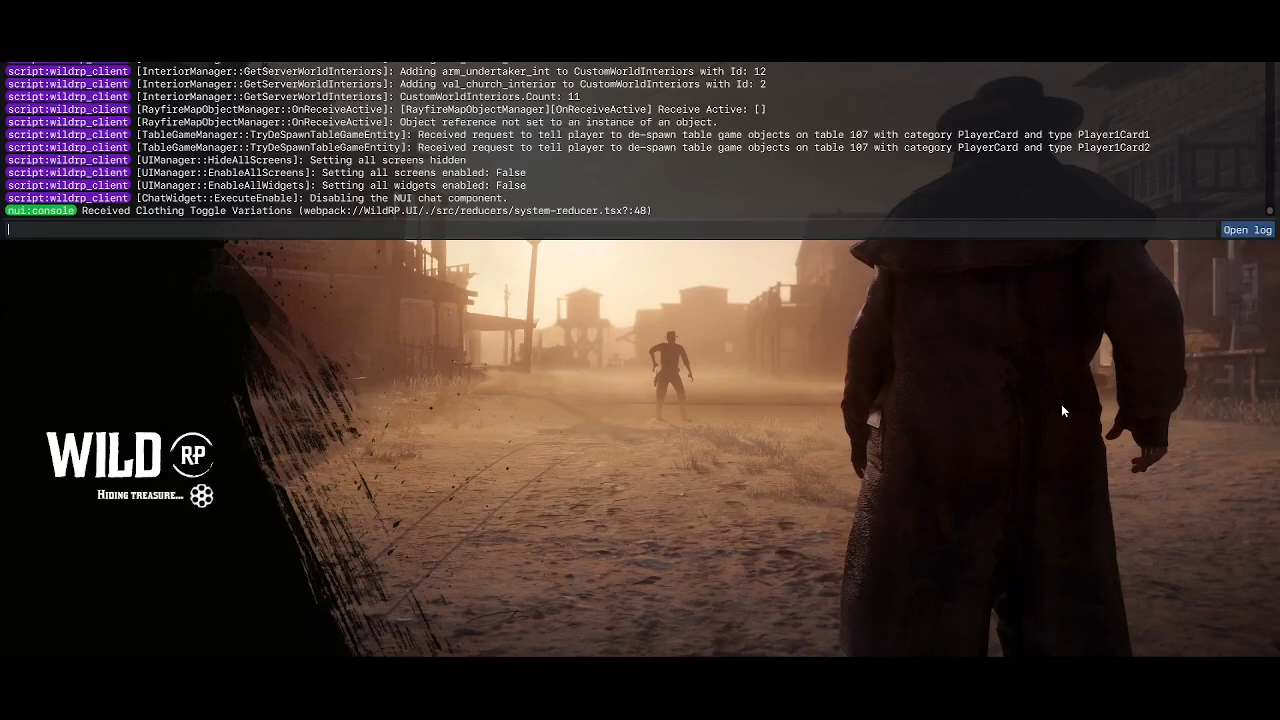 script:wildrp_client [InteriorManager::GetServerWorldInteriors]: Adding arm_undertaker_int to CustomWorldInteriors with Id: 12
script:wildrp_client [InteriorManager::GetServerWorldInteriors]: Adding val_church_interior to CustomWorldInteriors with Id: 2
script:wildrp_client [InteriorManager::GetServerWorldInteriors]: CustomWorldInteriors.Count: 11
script:wildrp_client [RayfireMapObjectManager::OnReceiveActive]: [RayfireMapObjectManager][OnReceiveActive] Receive Active: []
script:wildrp_client [RayfireMapObjectManager::OnReceiveActive]: Object reference not set to an instance of an object.
script:wildrp_client [TableGameManager::TryDeSpawnTableGameEntity]: Received request to tell player to de-spawn table game objects on table 107 with category PlayerCard and type Player1Card1
script:wildrp_client [TableGameManager::TryDeSpawnTableGameEntity]: Received request to tell player to de-spawn table game objects on table 107 with category PlayerCard and type Player1Card2
script:wildrp_client [UIManager::HideAllScreens]: Setting all screens hidden
script:wildrp_client [UIManager::EnableAllScreens]: Setting all screens enabled: False
script:wildrp_client [UIManager::EnableAllWidgets]: Setting all widgets enabled: False
script:wildrp_client [ChatWidget::ExecuteEnable]: Disabling the NUI chat component.
nui:console Received Clothing Toggle Variations (webpack://WildRP.UI/./src/reducers/system-reducer.tsx?:48)
Open log
WILD RP
HIDING TREASURE...